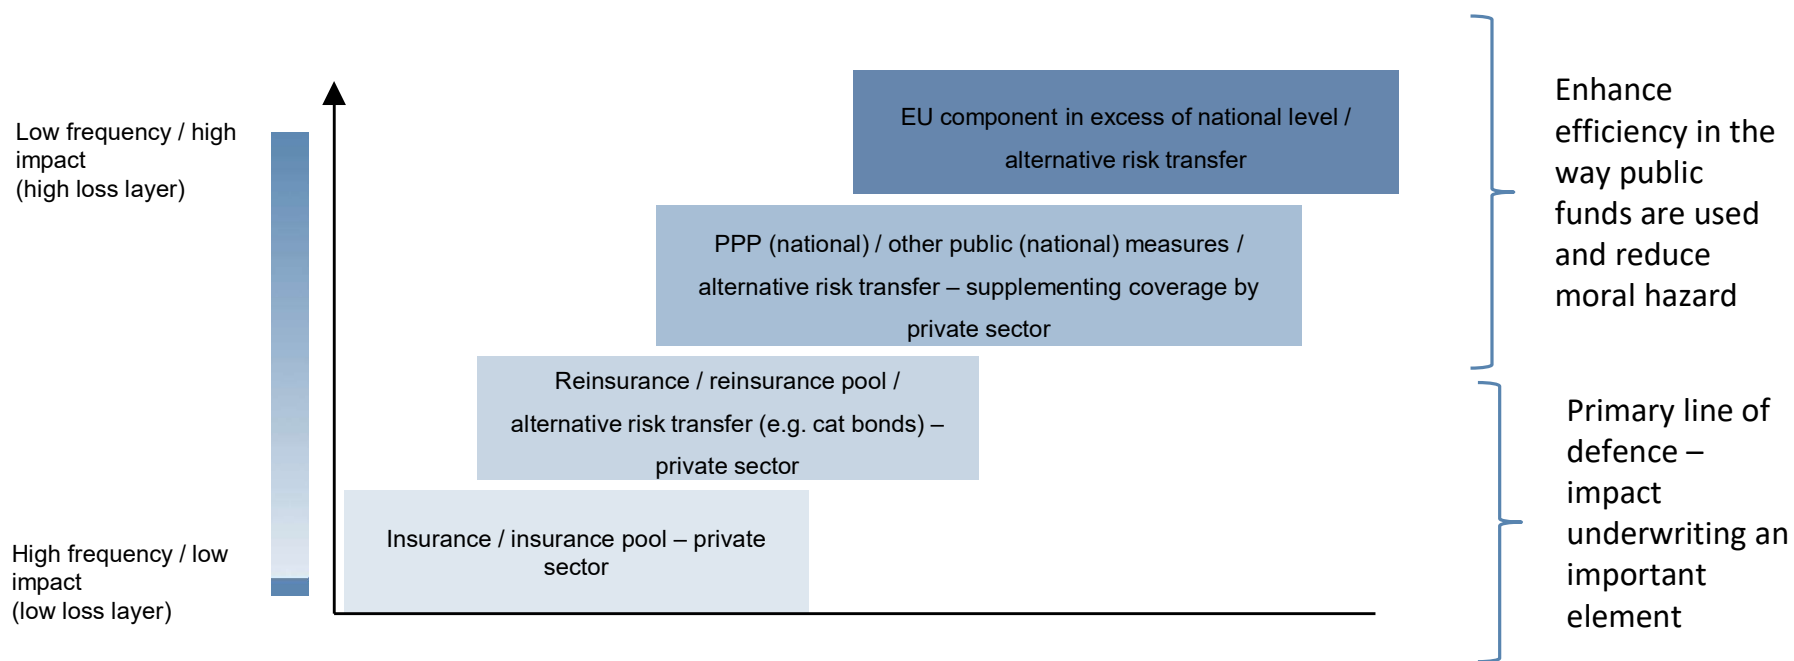 Low frequency / high
impact
(high loss layer)
High frequency / low
impact
(low loss layer)
EU component in excess of national level /
alternative risk transfer
PPP (national) / other public (national) measures /
alternative risk transfer – supplementing coverage by
private sector
Reinsurance / reinsurance pool /
alternative risk transfer (e.g. cat bonds) –
private sector
Insurance / insurance pool – private
sector
Enhance
efficiency in the
way public
funds are used
and reduce
moral hazard
Primary line of
defence –
impact
underwriting an
important
element